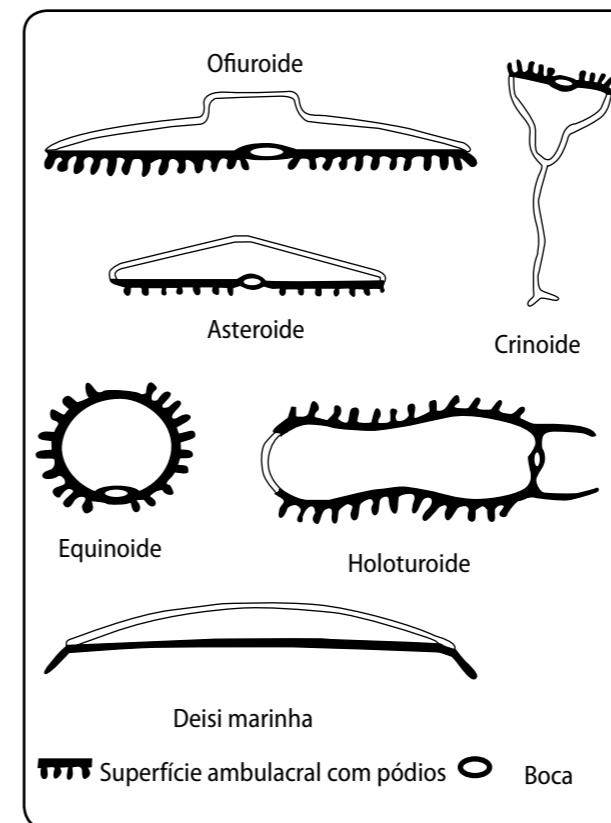 Ofiuroide
Asteroide
Crinoide
Equinoide
Holoturoide
Deisi marinha
Superfície ambulacral com pódios
Boca